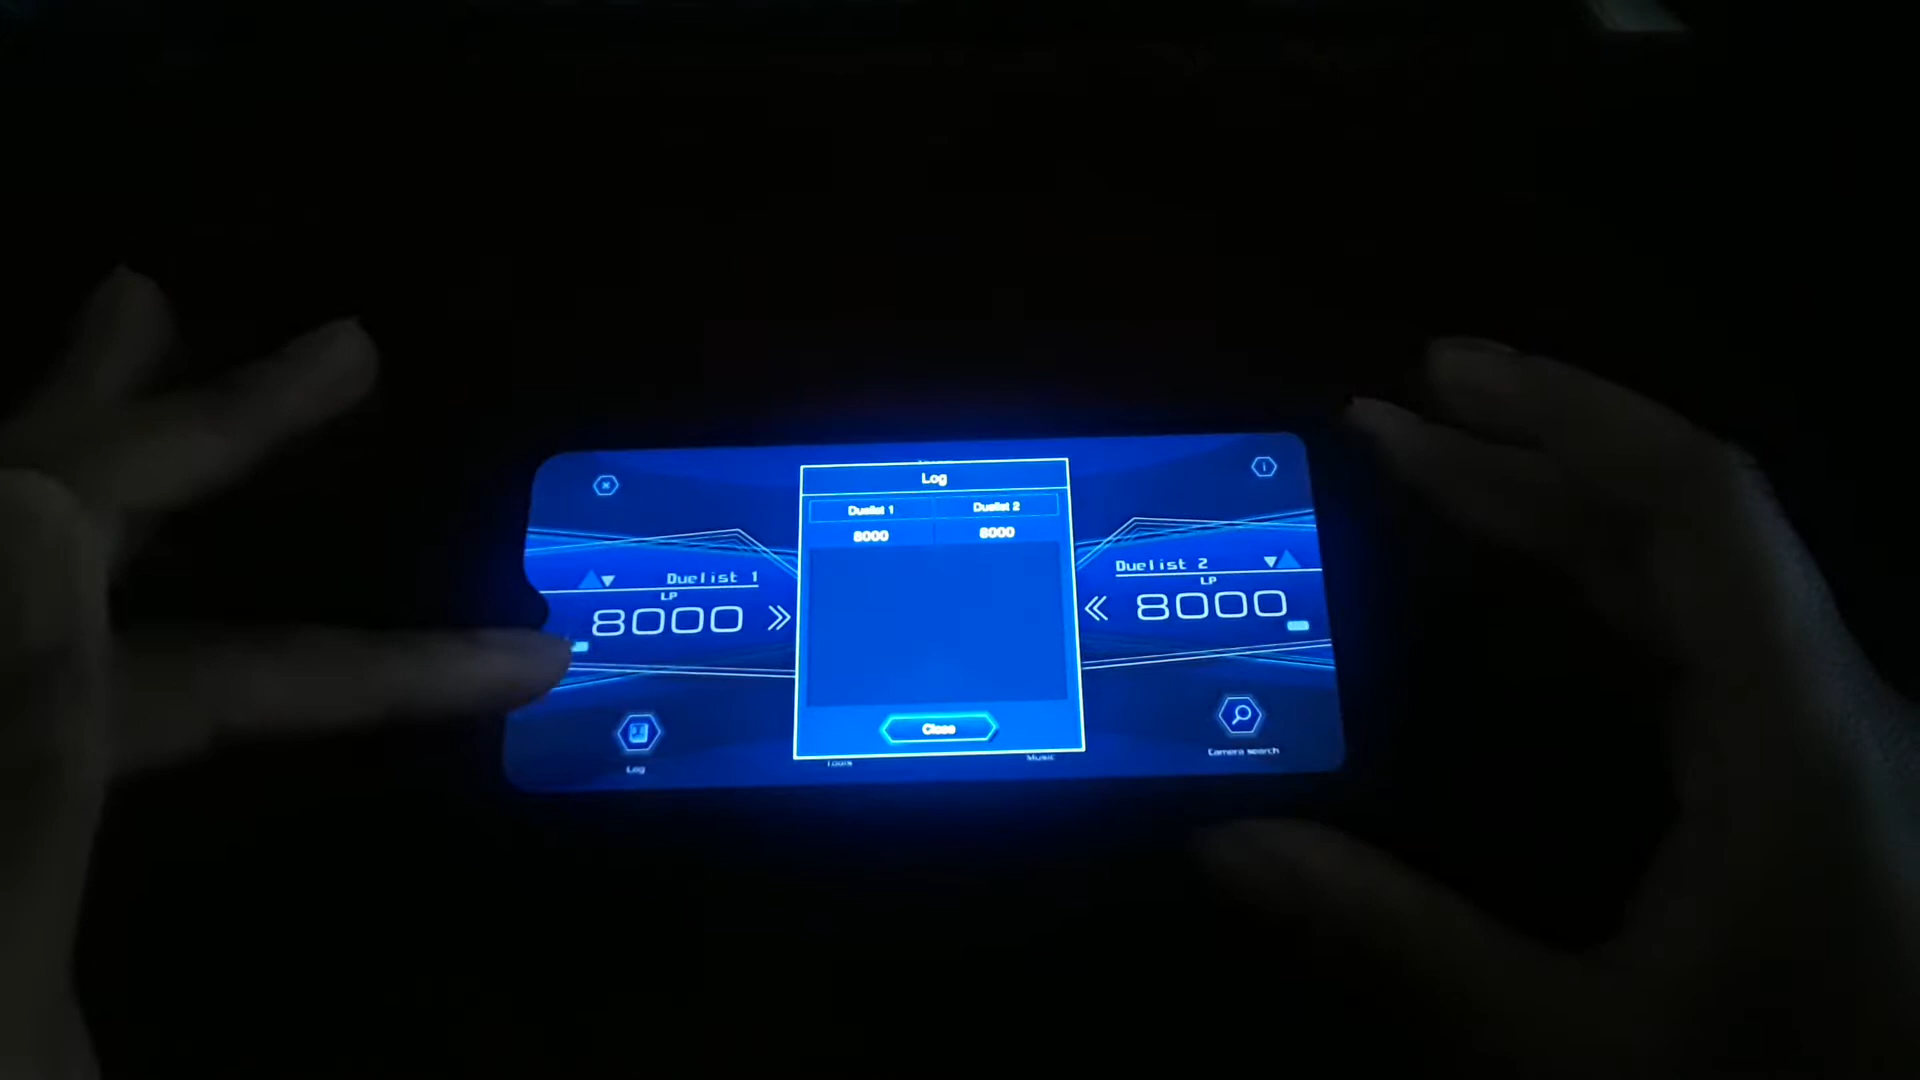 Log
Duelist 1 Duelist 2
8000 8000
Duelist 1
LP
8000
Duelist 2
LP
8000
Close
Log
Tools
Music
Camera search